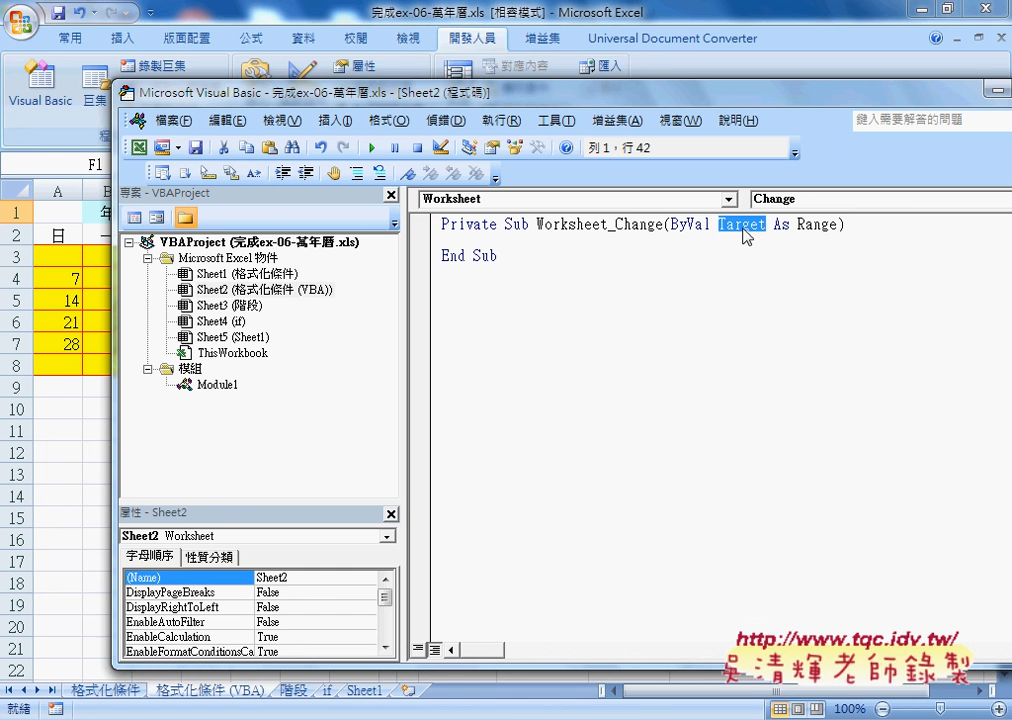 完成ex-06-萬年曆.xls [相容模式] - Microsoft Excel
常用 插入 版面配置 公式 資料 校閱 檢視 開發人員 增益集 Universal Document Converter
錄製巨集 屬性 對應內容 匯入
Visual Basic 巨集
Microsoft Visual Basic - 完成ex-06-萬年曆.xls - [Sheet2 (程式碼)]
檔案(F) 編輯(E) 檢視(V) 插入(I) 格式(O) 偵錯(D) 執行(R) 工具(T) 增益集(A) 視窗(W) 說明(H) 鍵入需要解答的問題
列 1，行 42
F1
專案 - VBAProject
Worksheet Change
VBAProject (完成ex-06-萬年曆.xls)
Microsoft Excel 物件
Sheet1 (格式化條件)
Sheet2 (格式化條件 (VBA))
Sheet3 (階段)
Sheet4 (if)
Sheet5 (Sheet1)
ThisWorkbook
模組
Module1
Private Sub Worksheet_Change(ByVal Target As Range)
End Sub
屬性 - Sheet2
Sheet2 Worksheet
字母順序 性質分類
(Name) Sheet2
DisplayPageBreaks False
DisplayRightToLeft False
EnableAutoFilter False
EnableCalculation True
EnableFormatConditionsCa True
A B
1 年
2 日 一
3
4 7
5 14
6 21
7 28
8
9
10
11
12
13
14
15
16
17
18
19
20
21
22
http://www.tqc.idv.tw/
吳清輝老師錄製
格式化條件 格式化條件 (VBA) 階段 if Sheet1
就緒 100%